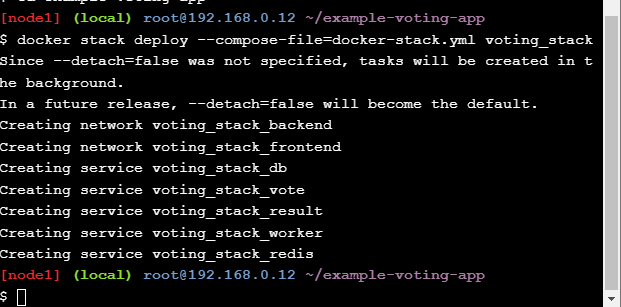 [node1] (local) root@192.168.0.12 ~/example-voting-app
$ docker stack deploy --compose-file=docker-stack.yml voting_stack
Since --detach=false was not specified, tasks will be created in t
he background.
In a future release, --detach=false will become the default.
Creating network voting_stack_backend
Creating network voting_stack_frontend
Creating service voting_stack_db
Creating service voting_stack_vote
Creating service voting_stack_result
Creating service voting_stack_worker
Creating service voting_stack_redis
[node1] (local) root@192.168.0.12 ~/example-voting-app
$